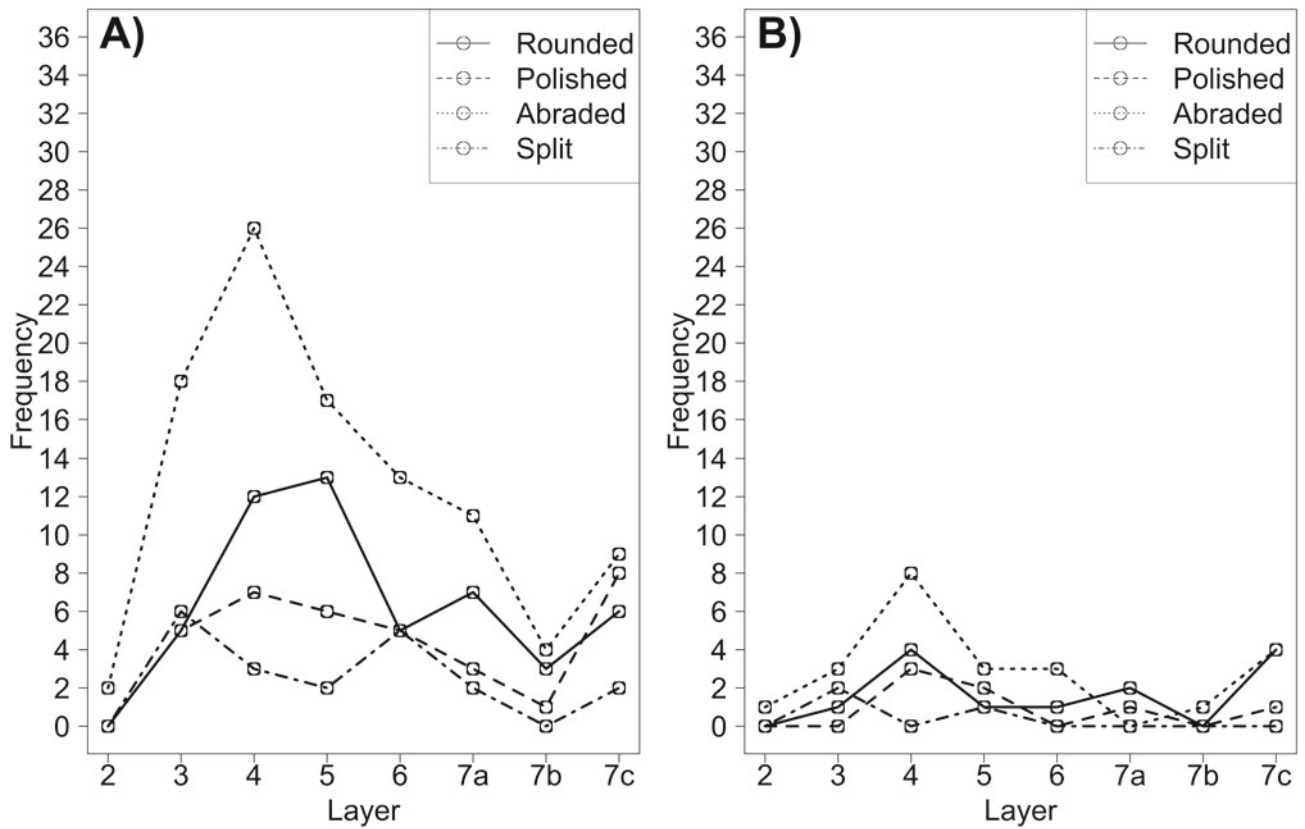 A)
Rounded
Polished
Abraded
Split
Frequency
36
34
32
30
28
26
24
22
20
18
16
14
12
10
8
6
4
2
0
2 3 4 5 6 7a 7b 7c
Layer
B)
Rounded
Polished
Abraded
Split
Frequency
36
34
32
30
28
26
24
22
20
18
16
14
12
10
8
6
4
2
0
2 3 4 5 6 7a 7b 7c
Layer